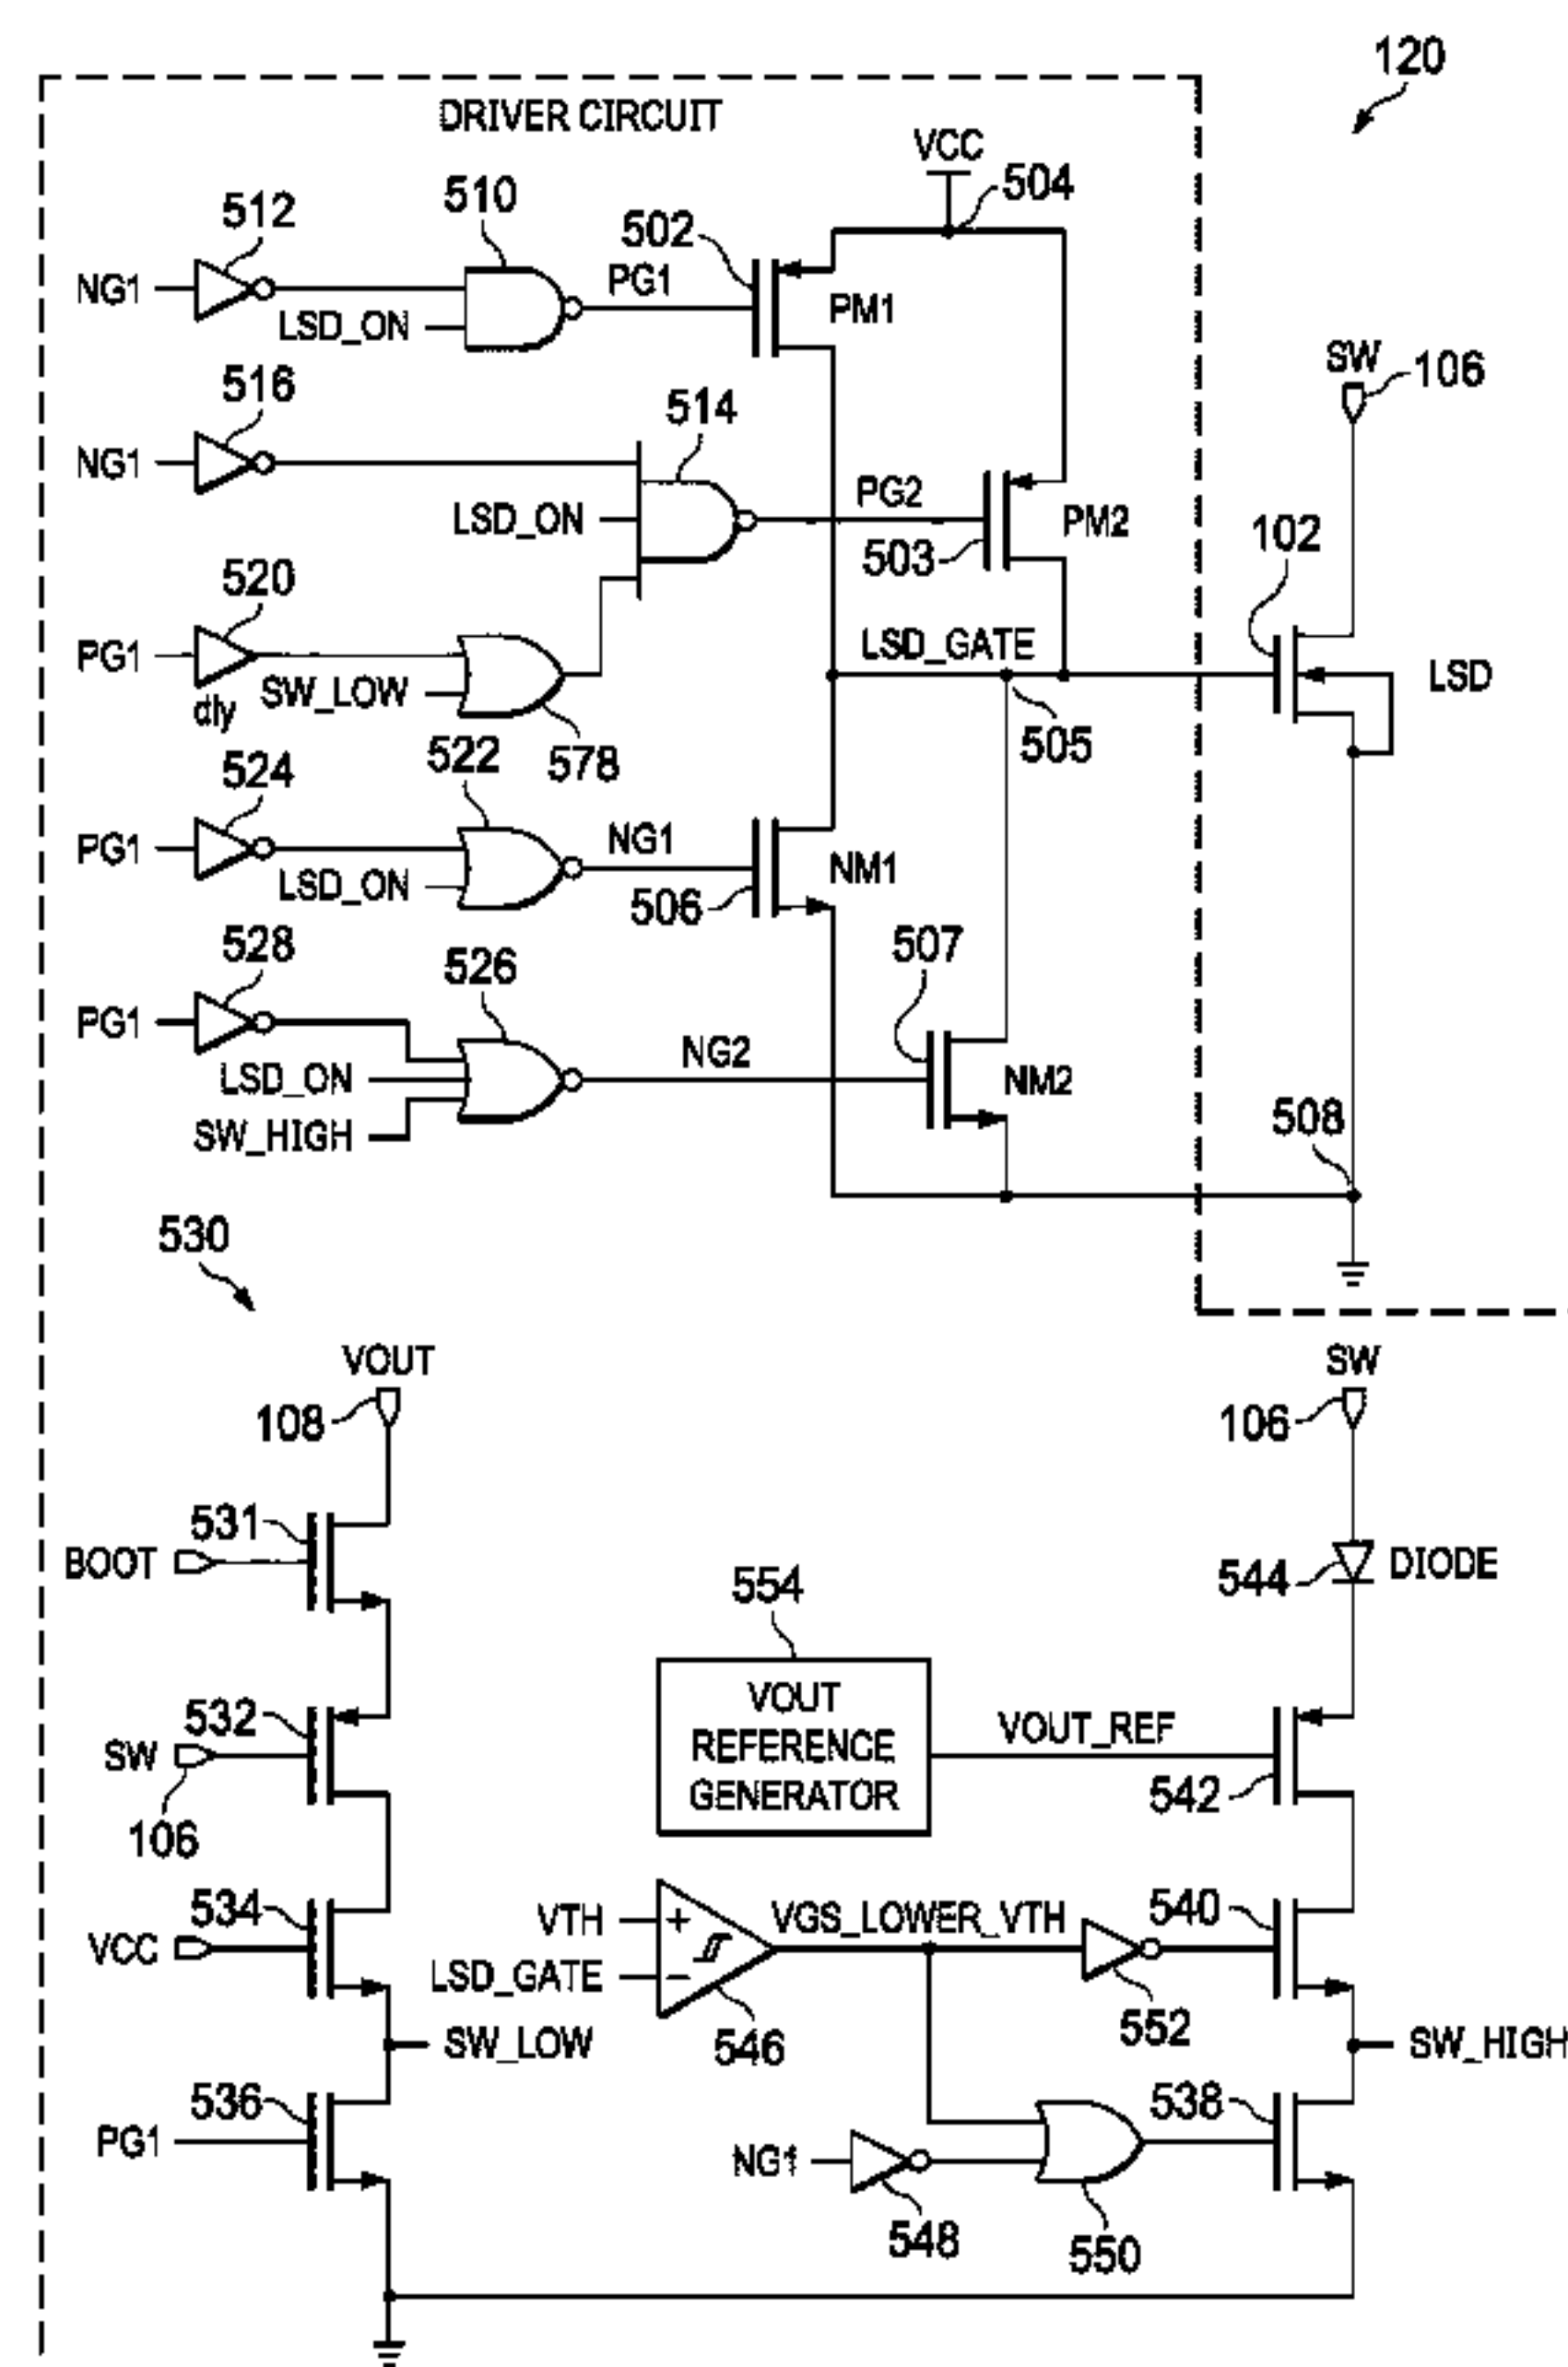 120
DRIVER CIRCUIT
VCC
504
510
512
502
NG1
PG1
LSD_ON
PM1
SW
106
516
514
NG1
LSD_ON
PG2
PM2
503
102
520
PG1
dly
SW_LOW
578
LSD_GATE
505
LSD
524
522
PG1
LSD_ON
NG1
NM1
506
528
526
507
PG1
LSD_ON
SW_HIGH
NG2
NM2
508
530
VOUT
108
SW
106
531
BOOT
544
DIODE
554
VOUT
REFERENCE
GENERATOR
VOUT_REF
532
SW
106
542
534
VCC
VTH
+
LSD_GATE
−
546
VGS_LOWER_VTH
552
540
SW_LOW
SW_HIGH
536
PG1
NG1
548
550
538